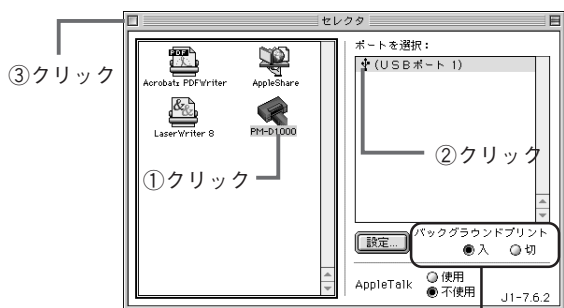 セレクタ
③クリック
Acrobat™ PDFWriter
AppleShare
LaserWriter 8
PM-D1000
①クリック
ポートを選択：
(USBポート 1)
②クリック
設定...
バックグラウンドプリント
入 切
AppleTalk
使用
不使用
J1-7.6.2